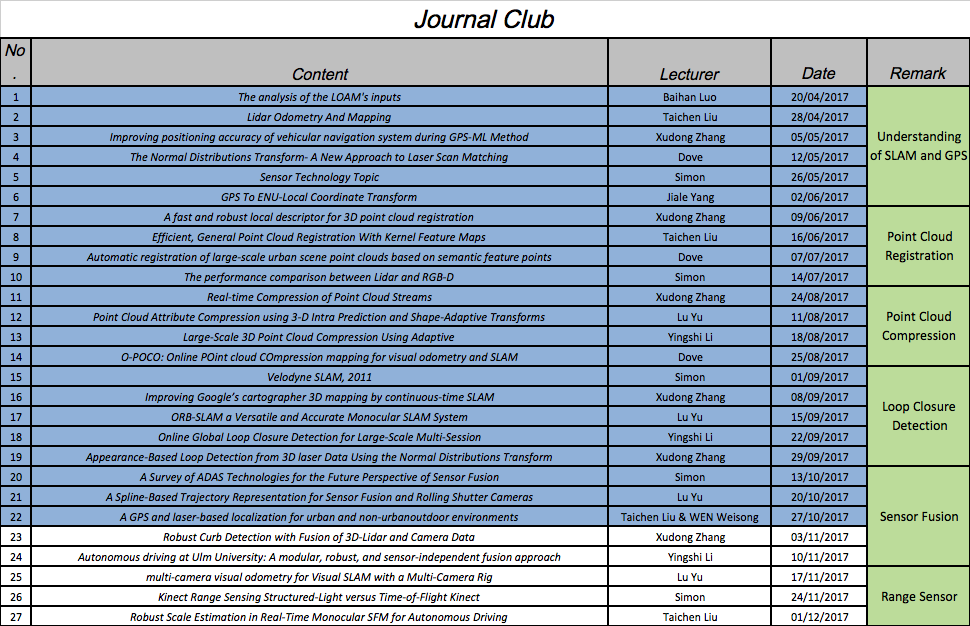 Journal Club
No
. Content Lecturer Date Remark
1 The analysis of the LOAM's inputs Baihan Luo 20/04/2017
2 Lidar Odometry And Mapping Taichen Liu 28/04/2017
3 Improving positioning accuracy of vehicular navigation system during GPS-ML Method Xudong Zhang 05/05/2017
Understanding
4 The Normal Distributions Transform- A New Approach to Laser Scan Matching Dove 12/05/2017
of SLAM and GPS
5 Sensor Technology Topic Simon 26/05/2017
6 GPS To ENU-Local Coordinate Transform Jiale Yang 02/06/2017
7 A fast and robust local descriptor for 3D point cloud registration Xudong Zhang 09/06/2017
8 Efficient, General Point Cloud Registration With Kernel Feature Maps Taichen Liu 16/06/2017
Point Cloud
9 Automatic registration of large-scale urban scene point clouds based on semantic feature points Dove 07/07/2017
Registration
10 The performance comparison between Lidar and RGB-D Simon 14/07/2017
11 Real-time Compression of Point Cloud Streams Xudong Zhang 24/08/2017
12 Point Cloud Attribute Compression using 3-D Intra Prediction and Shape-Adaptive Transforms Lu Yu 11/08/2017
Point Cloud
13 Large-Scale 3D Point Cloud Compression Using Adaptive Yingshi Li 18/08/2017
Compression
14 O-POCO: Online POint cloud COmpression mapping for visual odometry and SLAM Dove 25/08/2017
15 Velodyne SLAM, 2011 Simon 01/09/2017
16 Improving Google's cartographer 3D mapping by continuous-time SLAM Xudong Zhang 08/09/2017
Loop Closure
17 ORB-SLAM a Versatile and Accurate Monocular SLAM System Lu Yu 15/09/2017
Detection
18 Online Global Loop Closure Detection for Large-Scale Multi-Session Yingshi Li 22/09/2017
19 Appearance-Based Loop Detection from 3D laser Data Using the Normal Distributions Transform Xudong Zhang 29/09/2017
20 A Survey of ADAS Technologies for the Future Perspective of Sensor Fusion Simon 13/10/2017
21 A Spline-Based Trajectory Representation for Sensor Fusion and Rolling Shutter Cameras Lu Yu 20/10/2017
22 A GPS and laser-based localization for urban and non-urbanoutdoor environments Taichen Liu & WEN Weisong 27/10/2017 Sensor Fusion
23 Robust Curb Detection with Fusion of 3D-Lidar and Camera Data Xudong Zhang 03/11/2017
24 Autonomous driving at Ulm University: A modular, robust, and sensor-independent fusion approach Yingshi Li 10/11/2017
25 multi-camera visual odometry for Visual SLAM with a Multi-Camera Rig Lu Yu 17/11/2017
26 Kinect Range Sensing Structured-Light versus Time-of-Flight Kinect Simon 24/11/2017 Range Sensor
27 Robust Scale Estimation in Real-Time Monocular SFM for Autonomous Driving Taichen Liu 01/12/2017